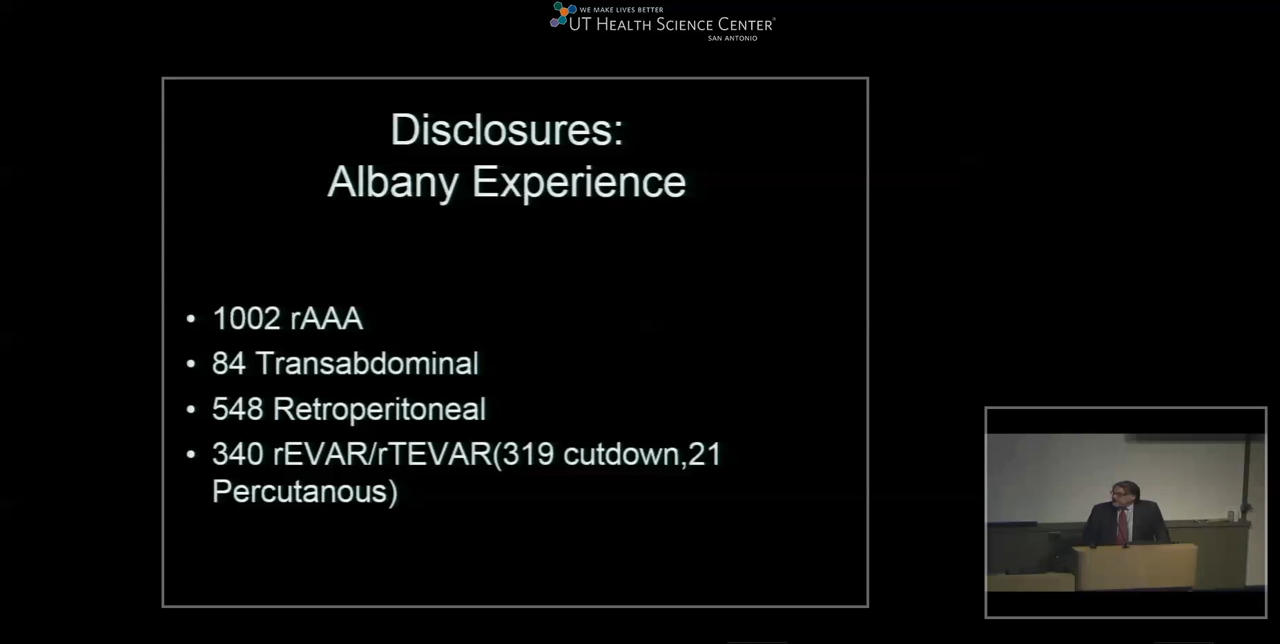 WE MAKE LIVES BETTER
UT HEALTH SCIENCE CENTER®
SAN ANTONIO
Disclosures:
Albany Experience
• 1002 rAAA
• 84 Transabdominal
• 548 Retroperitoneal
• 340 rEVAR/rTEVAR(319 cutdown,21
Percutanous)